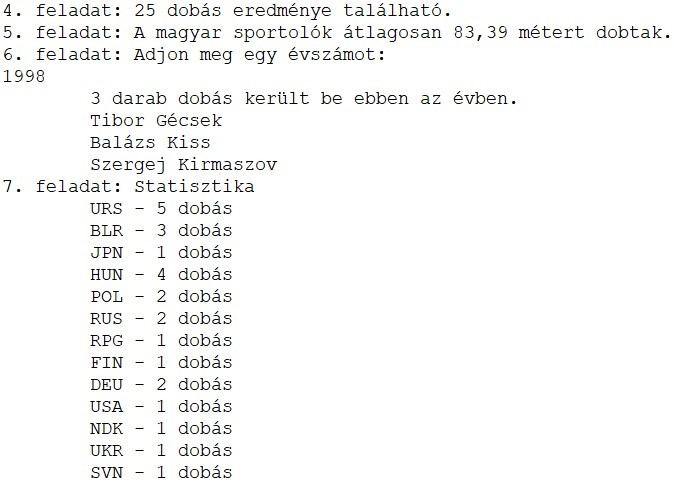 4. feladat: 25 dobás eredménye található.
5. feladat: A magyar sportolók átlagosan 83,39 métert dobtak.
6. feladat: Adjon meg egy évszámot:
1998
3 darab dobás került be ebben az évben.
Tibor Gécsek
Balázs Kiss
Szergej Kirmaszov
7. feladat: Statisztika
URS - 5 dobás
BLR - 3 dobás
JPN - 1 dobás
HUN - 4 dobás
POL - 2 dobás
RUS - 2 dobás
RPG - 1 dobás
FIN - 1 dobás
DEU - 2 dobás
USA - 1 dobás
NDK - 1 dobás
UKR - 1 dobás
SVN - 1 dobás